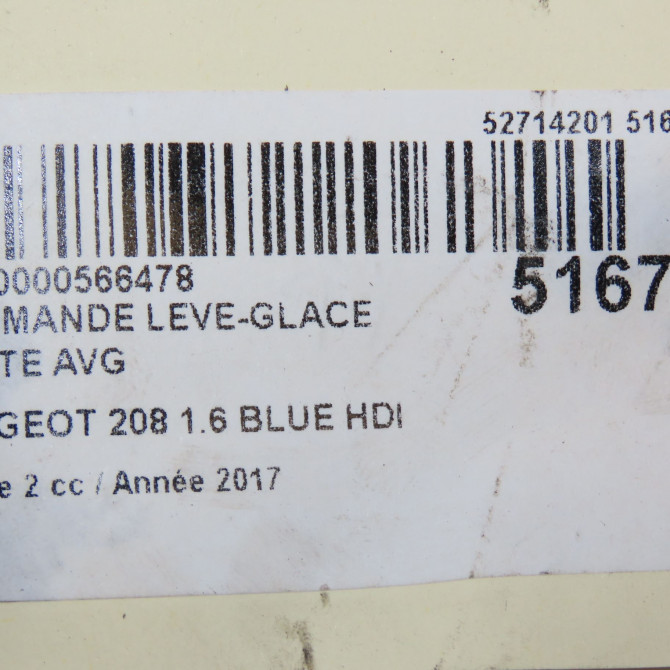 52714201 516
0000566478
5167
MANDE LEVE-GLACE
TE AVG
GEOT 208 1.6 BLUE HDI
e 2 cc / Année 2017